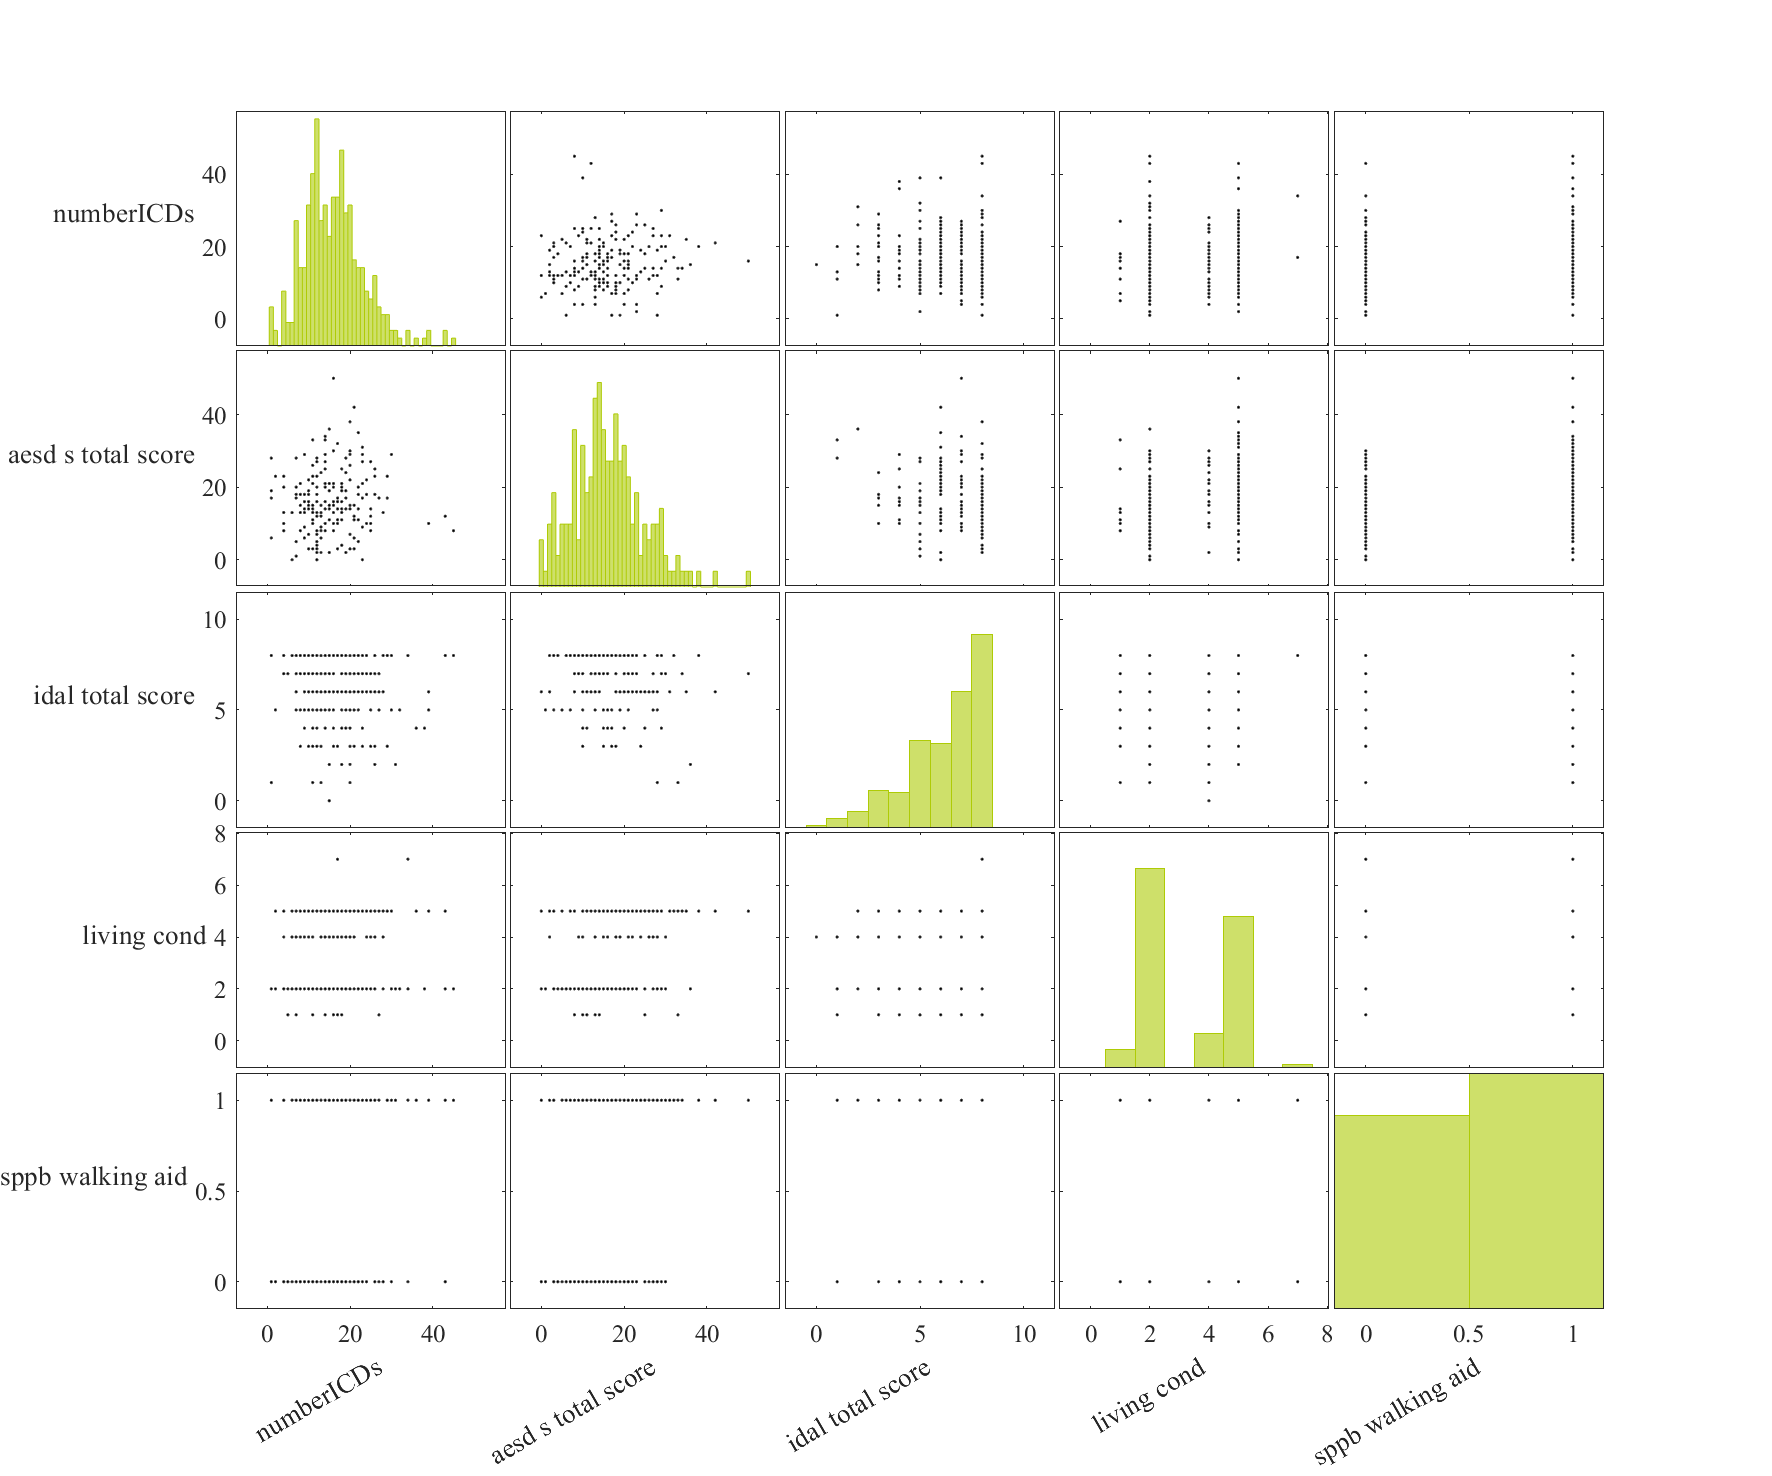 numberICDs
40
20
0
aesd s total score
40
20
0
idal total score
10
5
0
living cond
8
6
4
2
0
sppb walking aid
1
0.5
0
0 20 40 0 20 40 0 5 10 0 2 4 6 8 0 0.5 1
numberICDs
aesd s total score
idal total score
living cond
sppb walking aid